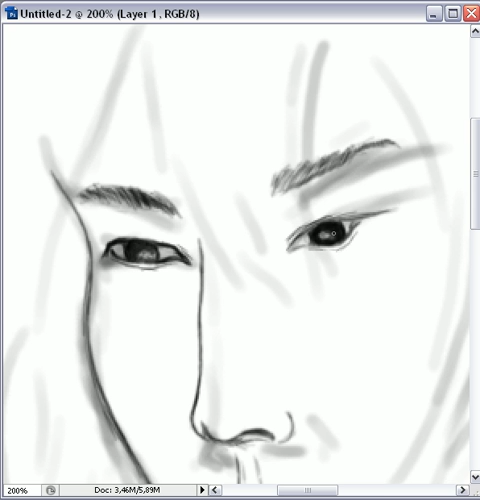 Untitled-2 @ 200% (Layer 1, RGB/8)
200%
Doc: 3,46M/5,89M